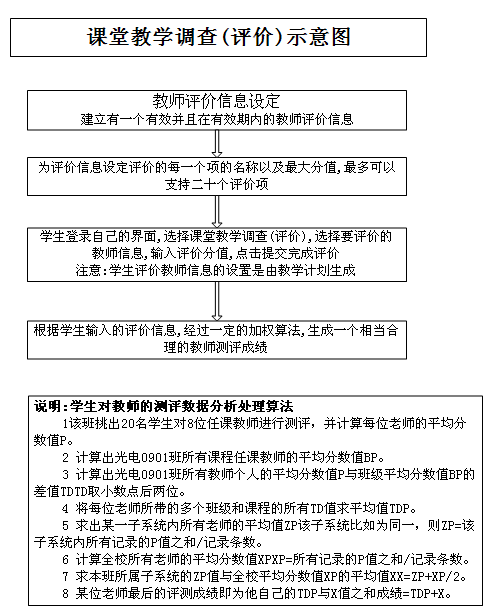 课堂教学调查(评价)示意图
教师评价信息设定
建立有一个有效并且在有效期内的教师评价信息
为评价信息设定评价的每一个项的名称以及最大分值,最多可以
支持二十个评价项
学生登录自己的界面,选择课堂教学调查(评价),选择要评价的
教师信息,输入评价分值,点击提交完成评价
注意:学生评价教师信息的设置是由教学计划生成
根据学生输入的评价信息,经过一定的加权算法,生成一个相当合
理的教师测评成绩
说明:学生对教师的测评数据分析处理算法
1该班挑出20名学生对8位任课教师进行测评，并计算每位老师的平均分
数值P。
2 计算出光电0901班所有课程任课教师的平均分数值BP。
3 计算出光电0901班所有教师个人的平均分数值P与班级平均分数值BP的
差值TDTD取小数点后两位。
4 将每位老师所带的多个班级和课程的所有TD值求平均值TDP。
5 求出某一子系统内所有老师的平均值ZP该子系统比如为同一，则ZP=该
子系统内所有记录的P值之和/记录条数。
6 计算全校所有老师的平均分数值XPXP=所有记录的P值之和/记录条数。
7 求本班所属子系统的ZP值与全校平均分数值XP的平均值XX=ZP+XP/2。
8 某位老师最后的评测成绩即为他自己的TDP与X值之和成绩=TDP+X。